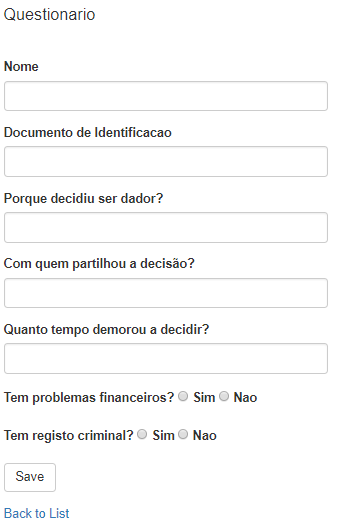 Questionario
Nome
Documento de Identificacao
Porque decidiu ser dador?
Com quem partilhou a decisão?
Quanto tempo demorou a decidir?
Tem problemas financeiros? Sim Nao
Tem registo criminal? Sim Nao
Save
Back to List